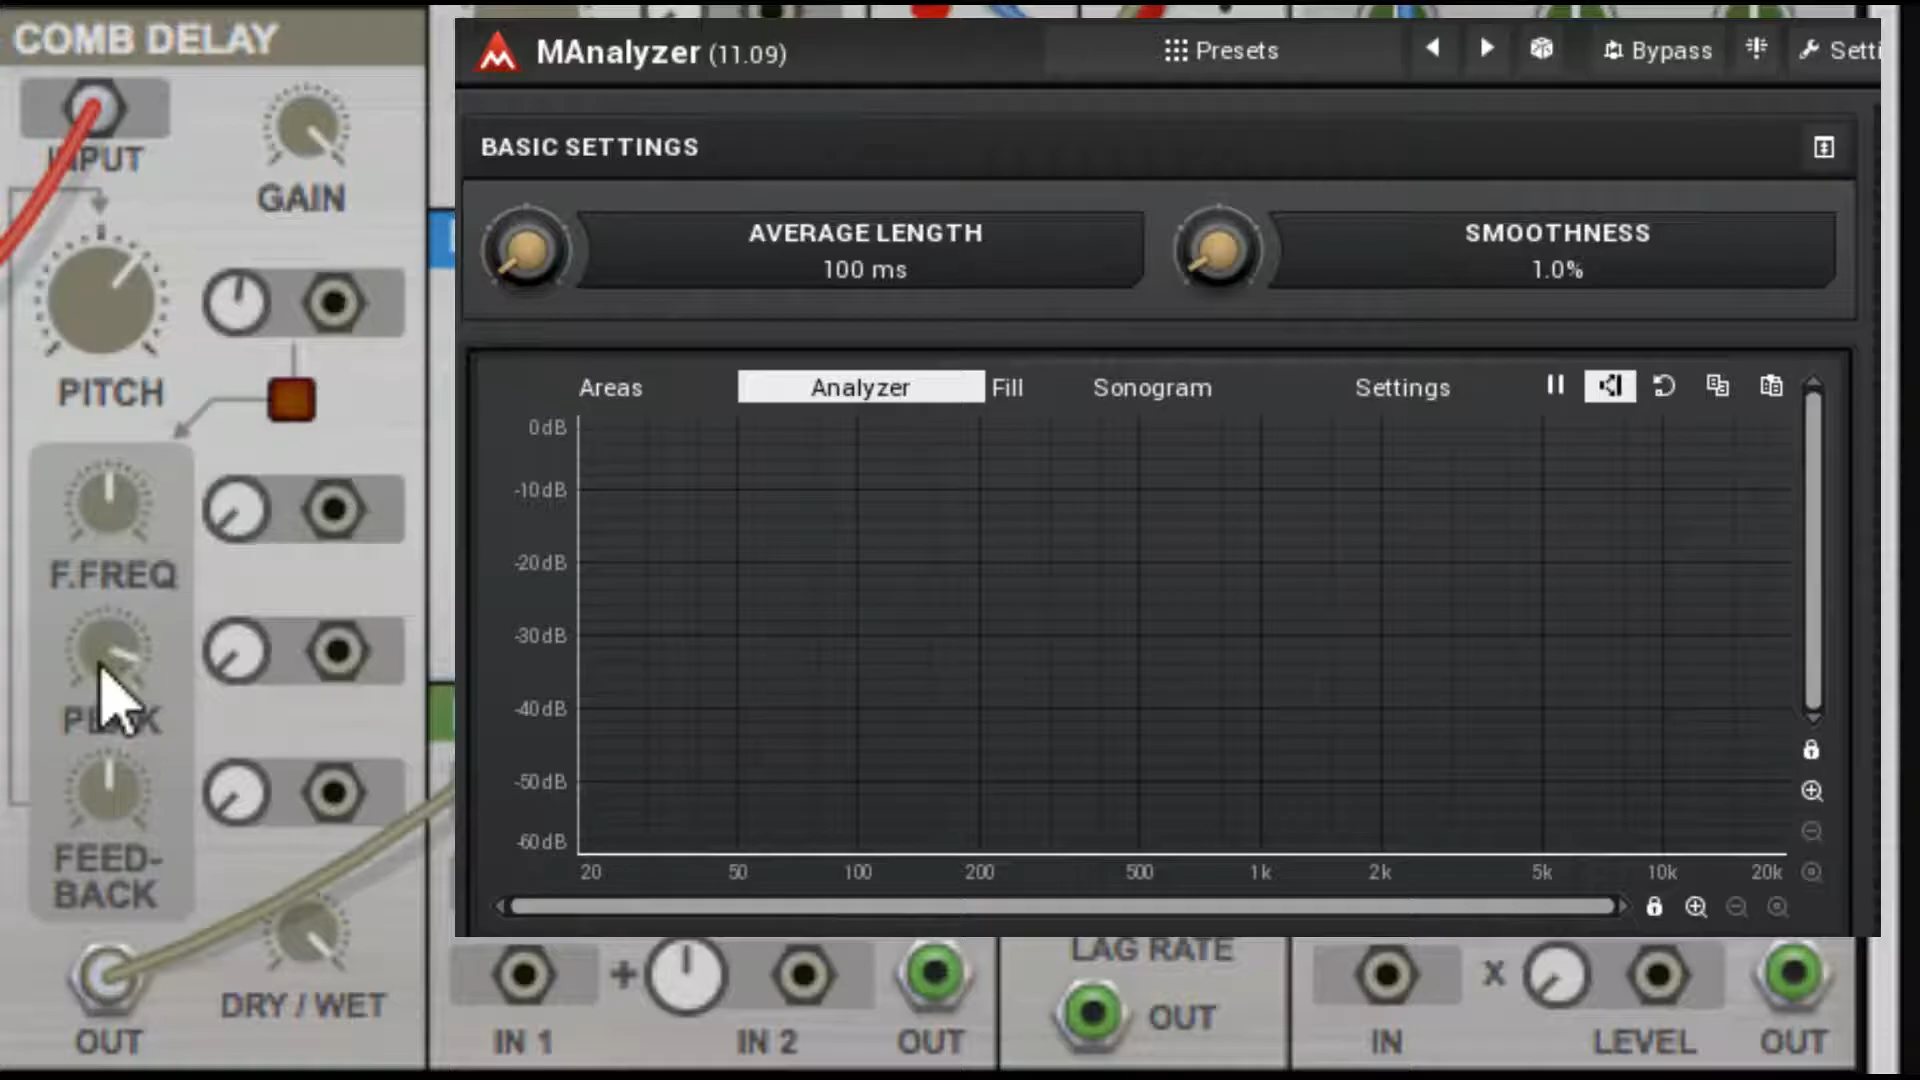 COMB DELAY
INPUT
GAIN
PITCH
F.FREQ
FEED-
BACK
DRY / WET
OUT
MAnalyzer (11.09)
Presets
Bypass
BASIC SETTINGS
AVERAGE LENGTH
100 ms
SMOOTHNESS
1.0%
Areas
Analyzer
Fill
Sonogram
Settings
0dB
-10dB
-20dB
-30dB
-40dB
-50dB
-60dB
20 50 100 200 500 1k 2k 5k 10k 20k
IN 1
+
IN 2
OUT
LAG RATE
OUT
X
IN
LEVEL
OUT